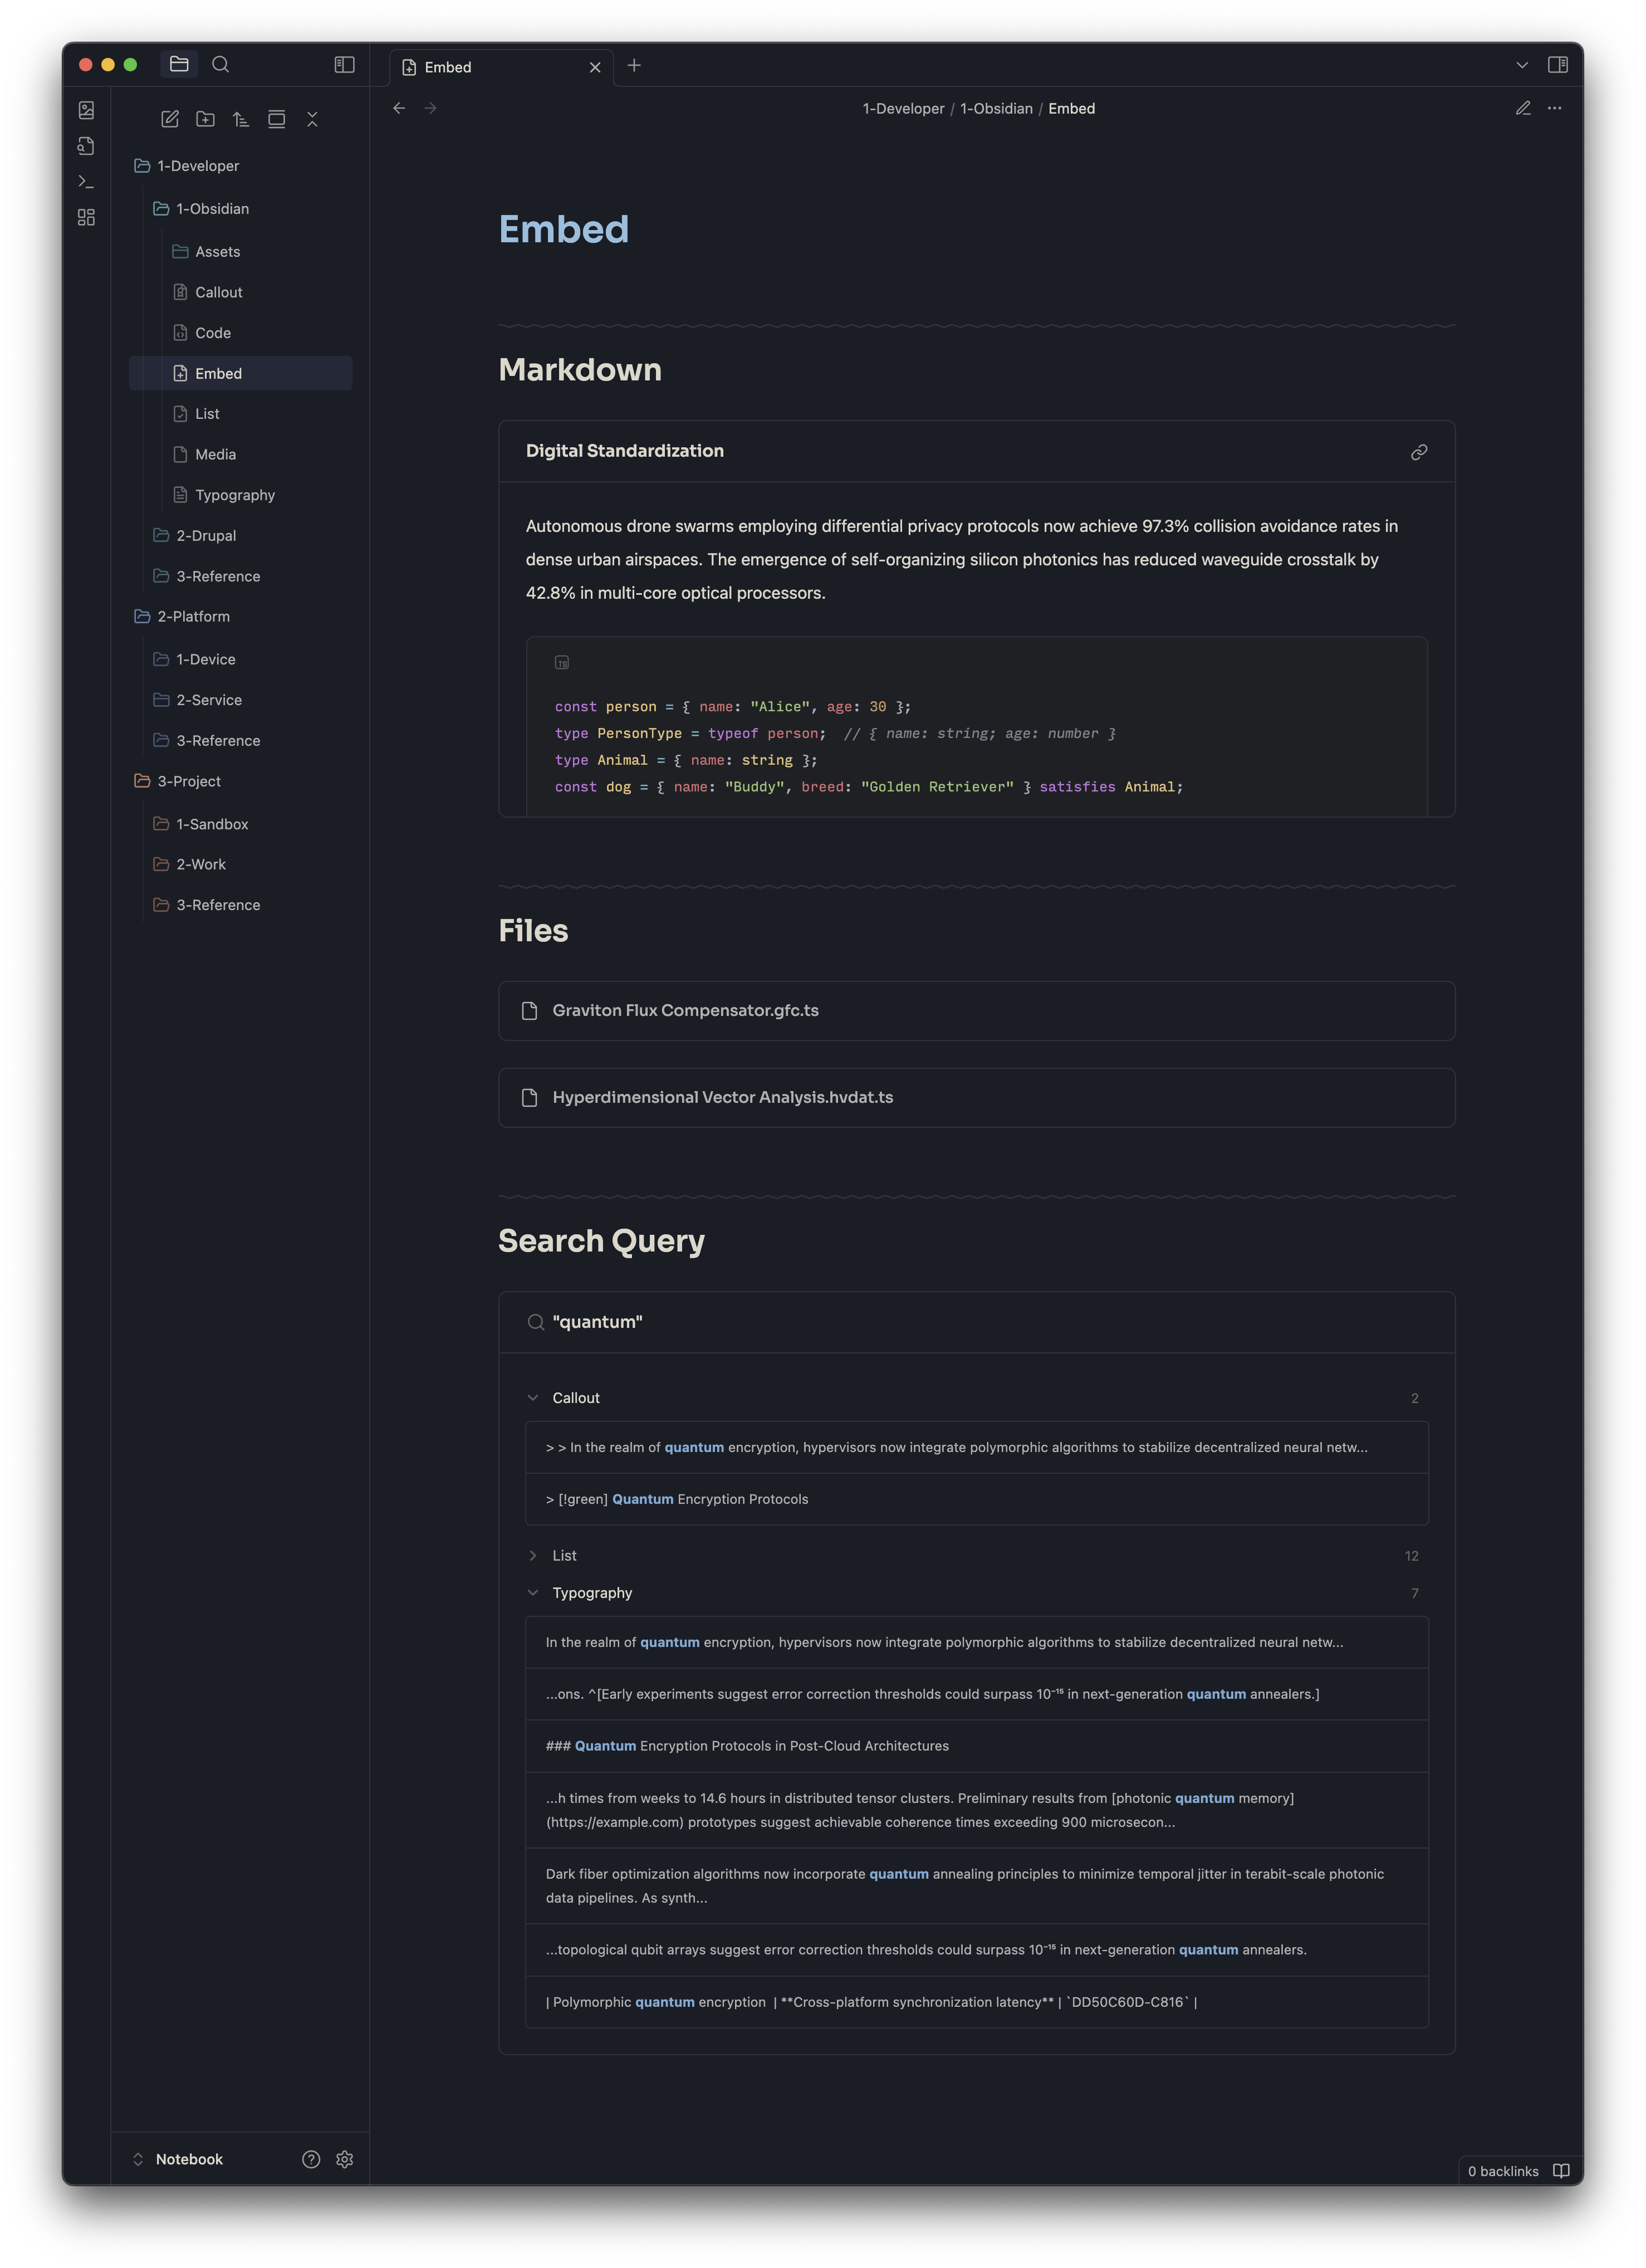 Embed
1-Developer / 1-Obsidian / Embed
1-Developer
1-Obsidian
Assets
Callout
Code
Embed
List
Media
Typography
2-Drupal
3-Reference
2-Platform
1-Device
2-Service
3-Reference
3-Project
1-Sandbox
2-Work
3-Reference
Notebook
Embed
Markdown
Digital Standardization
Autonomous drone swarms employing differential privacy protocols now achieve 97.3% collision avoidance rates in
dense urban airspaces. The emergence of self-organizing silicon photonics has reduced waveguide crosstalk by
42.8% in multi-core optical processors.
TS
const person = { name: "Alice", age: 30 };
type PersonType = typeof person;  // { name: string; age: number }
type Animal = { name: string };
const dog = { name: "Buddy", breed: "Golden Retriever" } satisfies Animal;
Files
Graviton Flux Compensator.gfc.ts
Hyperdimensional Vector Analysis.hvdat.ts
Search Query
"quantum"
Callout 2
> > In the realm of quantum encryption, hypervisors now integrate polymorphic algorithms to stabilize decentralized neural netw...
> [!green] Quantum Encryption Protocols
List 12
Typography 7
In the realm of quantum encryption, hypervisors now integrate polymorphic algorithms to stabilize decentralized neural netw...
...ons. ^[Early experiments suggest error correction thresholds could surpass 10⁻¹⁵ in next-generation quantum annealers.]
### Quantum Encryption Protocols in Post-Cloud Architectures
...h times from weeks to 14.6 hours in distributed tensor clusters. Preliminary results from [photonic quantum memory]
(https://example.com) prototypes suggest achievable coherence times exceeding 900 microsecon...
Dark fiber optimization algorithms now incorporate quantum annealing principles to minimize temporal jitter in terabit-scale photonic
data pipelines. As synth...
...topological qubit arrays suggest error correction thresholds could surpass 10⁻¹⁵ in next-generation quantum annealers.
| Polymorphic quantum encryption  | **Cross-platform synchronization latency** | `DD50C60D-C816` |
0 backlinks